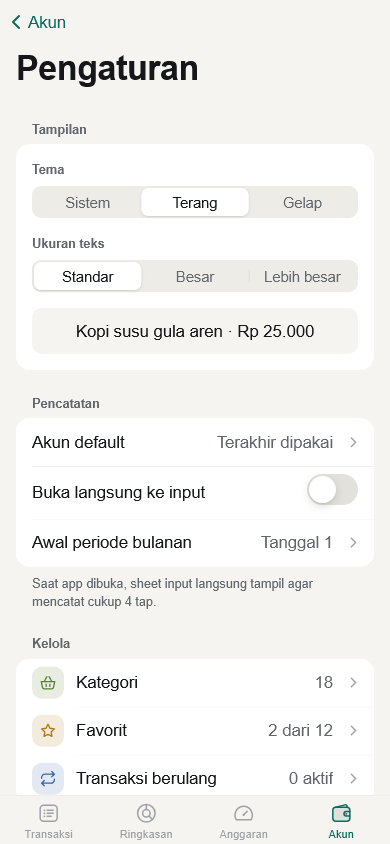 Akun
Pengaturan
Tampilan
Tema
Sistem Terang Gelap
Ukuran teks
Standar Besar Lebih besar
Kopi susu gula aren · Rp 25.000
Pencatatan
Akun default Terakhir dipakai
Buka langsung ke input
Awal periode bulanan Tanggal 1
Saat app dibuka, sheet input langsung tampil agar
mencatat cukup 4 tap.
Kelola
Kategori 18
Favorit 2 dari 12
Transaksi berulang 0 aktif
Transaksi Ringkasan Anggaran Akun